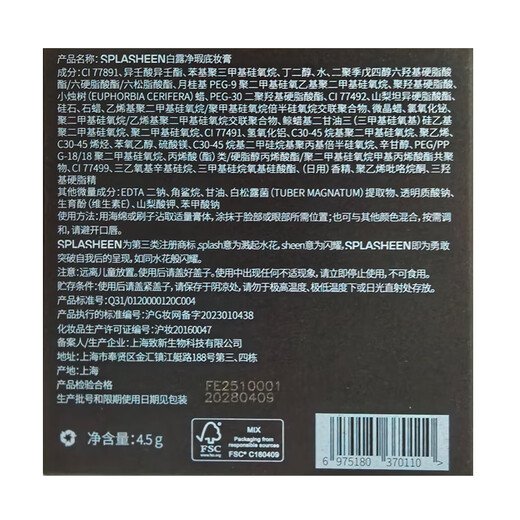 产品名称：SPLASHEEN白露净瑕底妆膏
成分：CI 77891、异壬酸异壬酯、苯基聚三甲基硅氧烷、丁二醇、水、二聚季戊四醇六羟基硬脂
酸酯/六硬脂酸酯/六松脂酸酯、月桂基 PEG-9 聚二甲基硅氧乙基聚二甲基硅氧烷、聚羟基硬脂酸、
小烛树 (EUPHORBIA CERIFERA) 蜡、PEG-30 二聚羟基硬脂酸酯、CI 77492、山梨坦异硬脂酸酯、
硅石、石蜡、乙烯基聚二甲基硅氧烷/聚甲基硅氧烷硅倍半氧烷交联聚合物、微晶蜡、氯氧化铋、
聚二甲基硅氧烷/乙烯基聚二甲基硅氧烷交联聚合物、鲸蜡基二甘油三 (三甲基硅氧基) 硅乙基
聚二甲基硅氧烷、聚二甲基硅氧烷、CI 77491、氢氧化铝、C30-45 烷基聚二甲基硅氧烷、聚乙烯、
C30-45 烯烃、苯氧乙醇、硫酸镁、C30-45 烷基二甲基硅烷基聚丙基倍半硅氧烷、辛甘醇、PEG/PP
G-18/18 聚二甲基硅氧烷、丙烯酸 (酯) 类/硬脂醇丙烯酸酯/聚二甲基硅氧烷甲基丙烯酸酯共聚
物、CI 77499、三乙氧基辛基硅烷、三乙氧基辛基硅烷、(日用) 香精、聚乙烯吡咯烷酮、三羟
基硬脂精
其他微量成分：EDTA 二钠、角鲨烷、甘油、白松露菌 (TUBER MAGNATUM) 提取物、透明质酸钠、
生育酚 (维生素E) 、山梨酸钾、苯甲酸钠
使用方法：用海绵或刷子沾取适量膏体，涂抹于脸部或眼部所需位置；也可与其他颜色混合，按需调
和，请避开口唇。
SPLASHEEN为第三类注册商标，splash意为溅起水花，sheen意为闪耀，SPLASHEEN即为勇敢
突破自我后的呈现，如同水花般闪耀。
注意：远离儿童放置。使用后请盖好盖子。使用中出现任何不适现象，请立即停止使用，不可食用。
贮存条件：使用后请盖紧盖子，请保存于阴凉处，请勿于极高温度、极低温度下或日光直射处存放。
产品标准号：Q31/0120000120C004
产品执行的标准编号：沪G妆网备字2023010438
化妆品生产许可证编号：沪妆20160047
备案人/生产企业：上海致新生物科技有限公司
地址：上海市奉贤区金汇镇江艇路188号第三、四栋
产地：上海
产品检验合格 FE2510001
生产批号和限期使用日期见包装 20280409
净含量：4.5 g
FSC
www.fsc.org
MIX
Packaging from
responsible sources
FSC® C160409
6 975180 370110 >